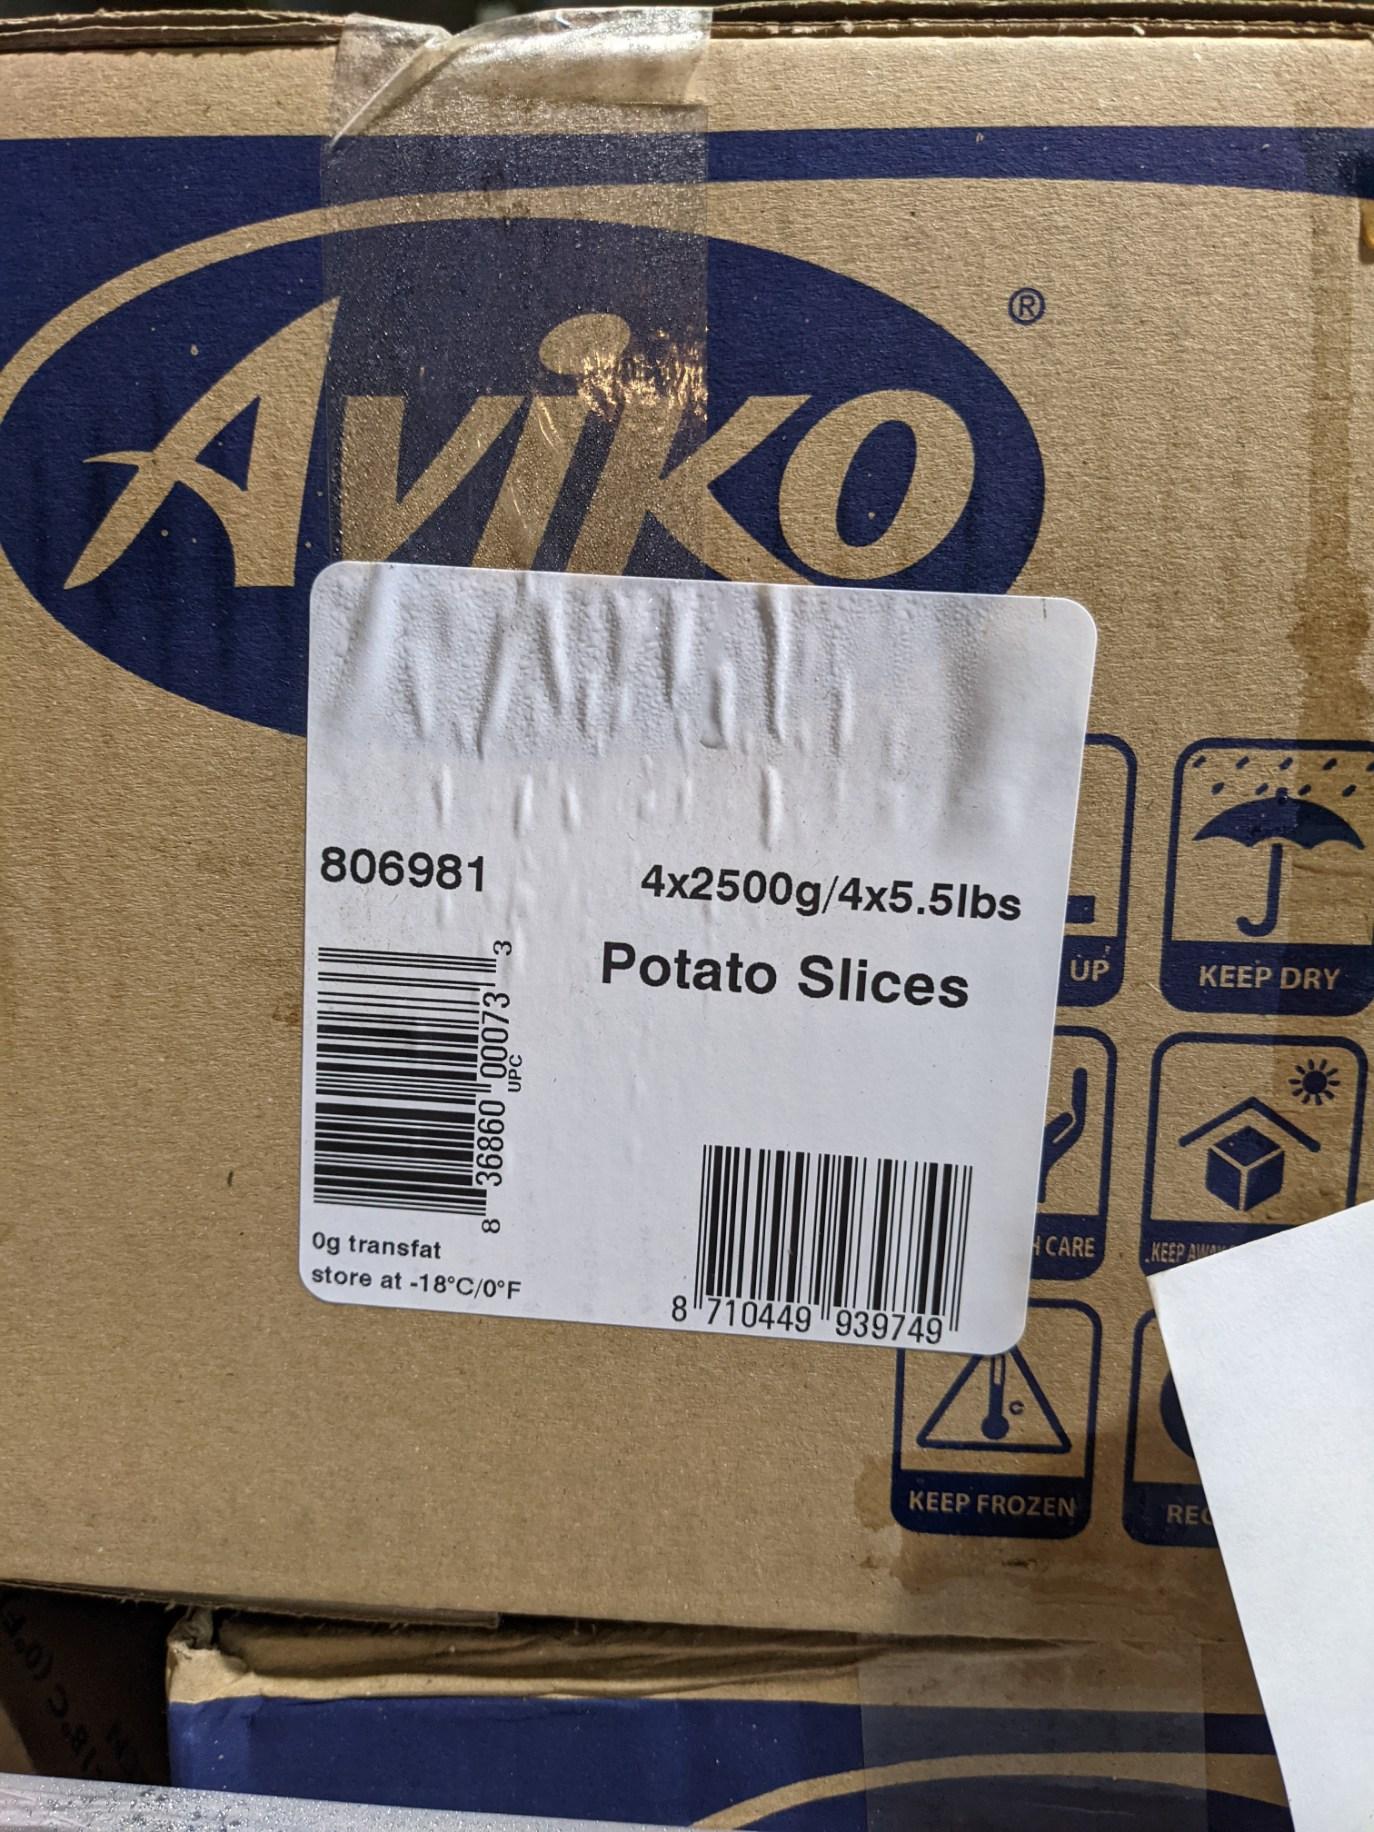 Aviko
®
806981
4x2500g/4x5.5lbs
Potato Slices
8 36860 00073 3
UPC
0g transfat
store at -18°C/0°F
8 710449 939749
UP
KEEP DRY
CARE
KEEP
KEEP FROZEN